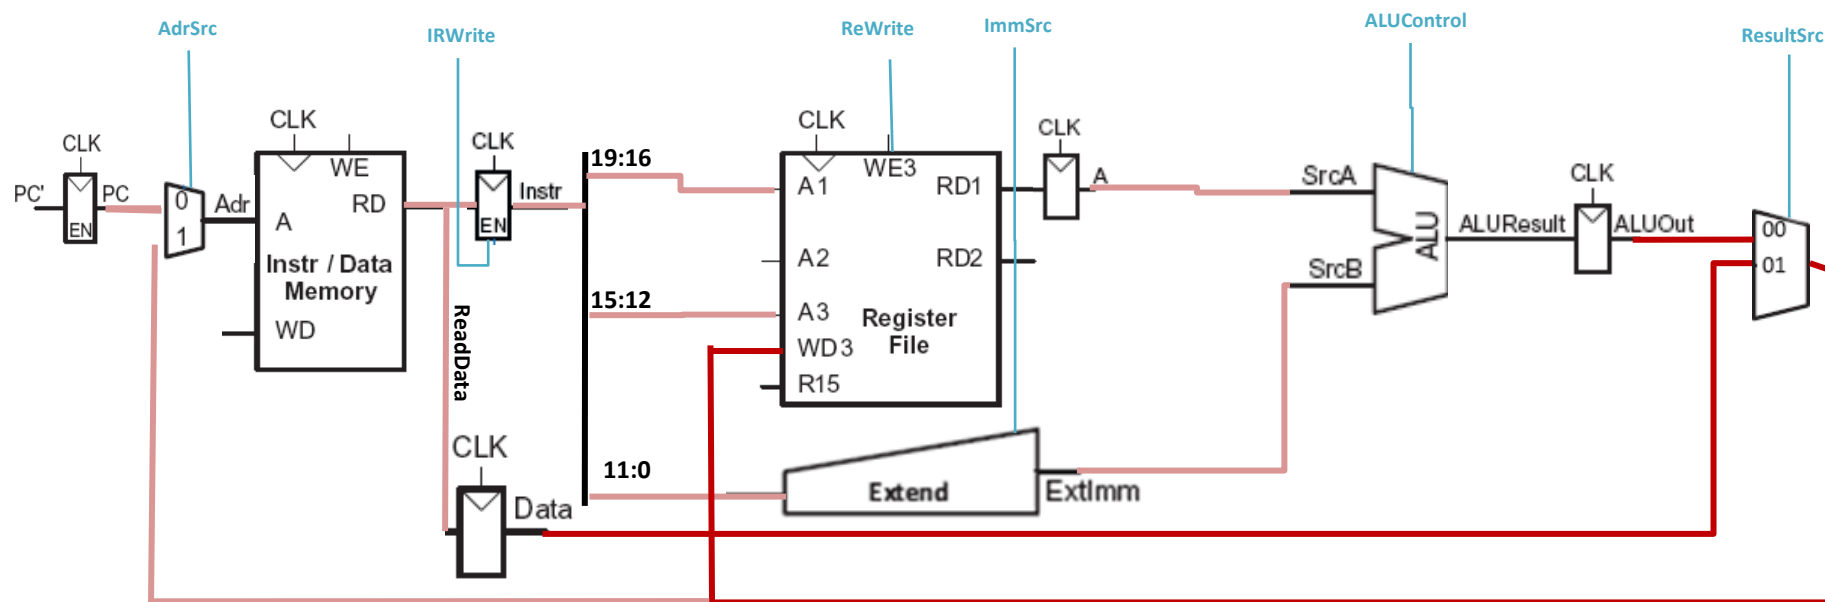 AdrSrc
IRWrite
ReWrite
ImmSrc
ALUControl
ResultSrc
CLK
PC'
EN
PC
0
1
Adr
CLK
WE
A
RD
Instr / Data
Memory
WD
CLK
EN
Instr
ReadData
CLK
Data
19:16
15:12
11:0
CLK
WE3
A1
RD1
A2
RD2
A3
Register
File
WD3
R15
Extend
ExtImm
CLK
A
SrcA
SrcB
ALU
ALUResult
CLK
ALUOut
00
01